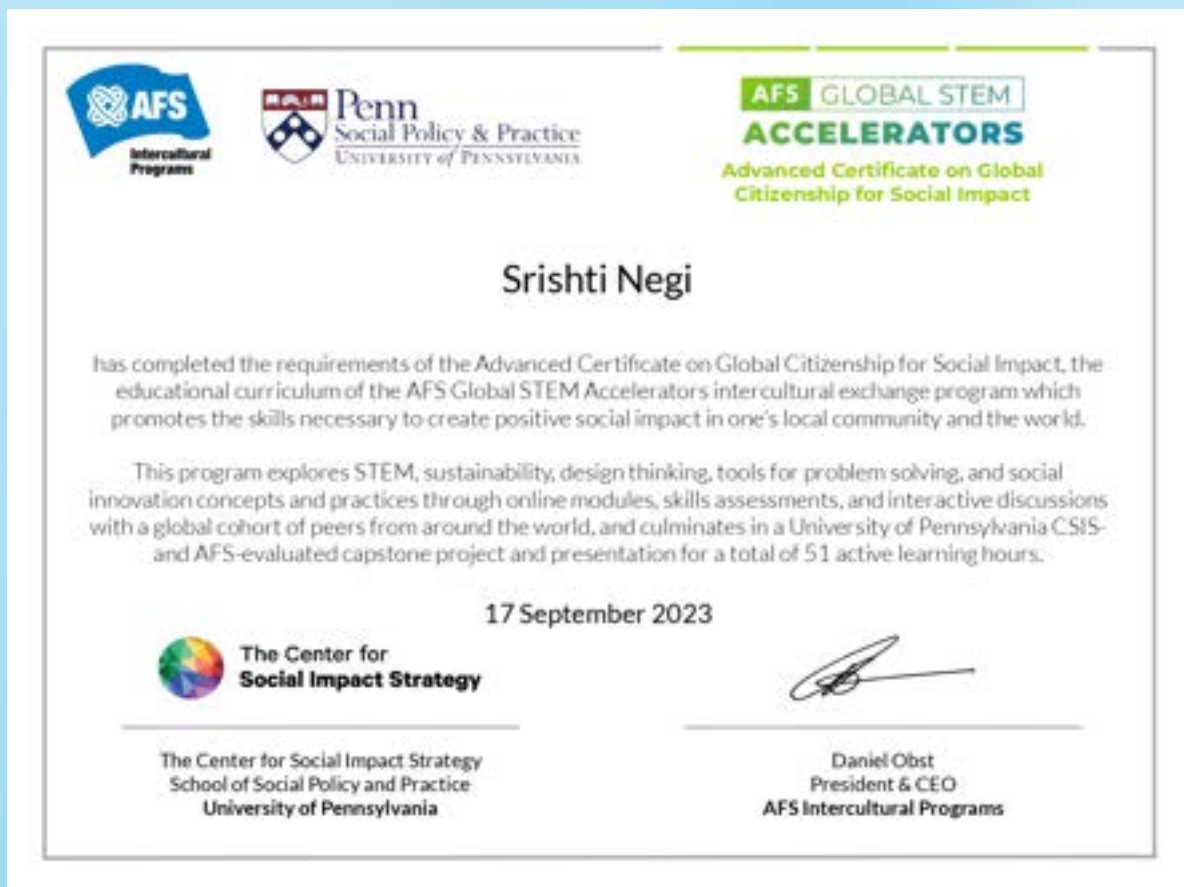 AFS
Intercultural
Programs
Penn
Social Policy & Practice
UNIVERSITY of PENNSYLVANIA
AFS GLOBAL STEM
ACCELERATORS
Advanced Certificate on Global
Citizenship for Social Impact
Srishti Negi
has completed the requirements of the Advanced Certificate on Global Citizenship for Social Impact, the
educational curriculum of the AFS Global STEM Accelerators intercultural exchange program which
promotes the skills necessary to create positive social impact in one's local community and the world.
This program explores STEM, sustainability, design thinking, tools for problem solving, and social
innovation concepts and practices through online modules, skills assessments, and interactive discussions
with a global cohort of peers from around the world, and culminates in a University of Pennsylvania CSIS-
and AFS-evaluated capstone project and presentation for a total of 51 active learning hours.
17 September 2023
The Center for
Social Impact Strategy
The Center for Social Impact Strategy
School of Social Policy and Practice
University of Pennsylvania
Daniel Obst
President & CEO
AFS Intercultural Programs